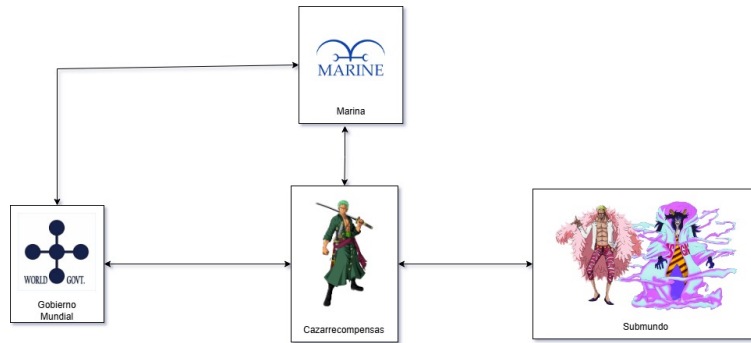 MARINE
Marina
WORLD GOVT.
Gobierno
Mundial
Cazarrecompensas
Submundo